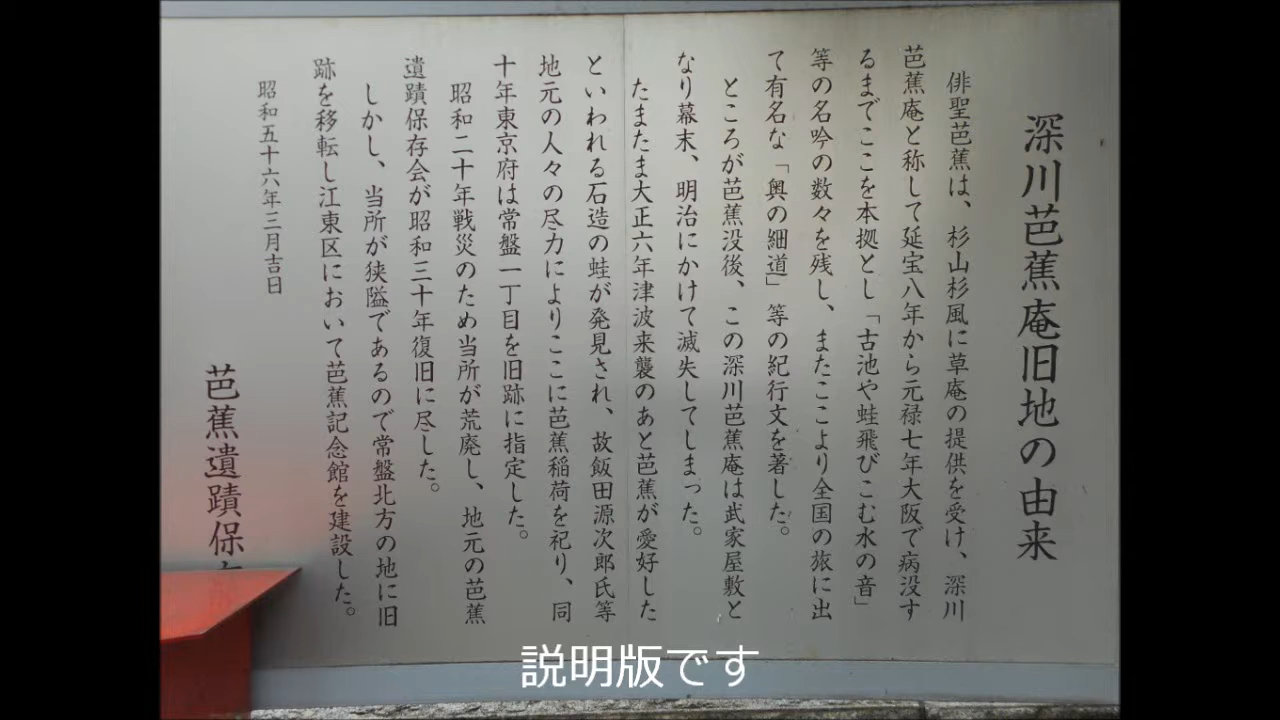 深川芭蕉庵旧地の由来
俳聖芭蕉は、杉山杉風に草庵の提供を受け、深川
芭蕉庵と称して延宝八年から元禄七年大阪で病没す
るまでここを本拠とし「古池や蛙飛びこむ水の音」
等の名吟の数々を残し、またここより全国の旅に出
て有名な「奥の細道」等の紀行文を著した。
ところが芭蕉没後、この深川芭蕉庵は武家屋敷と
なり幕末、明治にかけて滅失してしまった。
たまたま大正六年津波来襲のあと芭蕉が愛好した
といわれる石造の蛙が発見され、故飯田源次郎氏等
地元の人々の尽力によりここに芭蕉稲荷を祀り、同
十年東京府は常盤一丁目を旧跡に指定した。
昭和二十年戦災のため当所が荒廃し、地元の芭蕉
遺蹟保存会が昭和三十年復旧に尽した。
しかし、当所が狭隘であるので常盤北方の地に旧
跡を移転し江東区において芭蕉記念館を建設した。
昭和五十六年三月吉日
芭蕉遺蹟保
説明版です